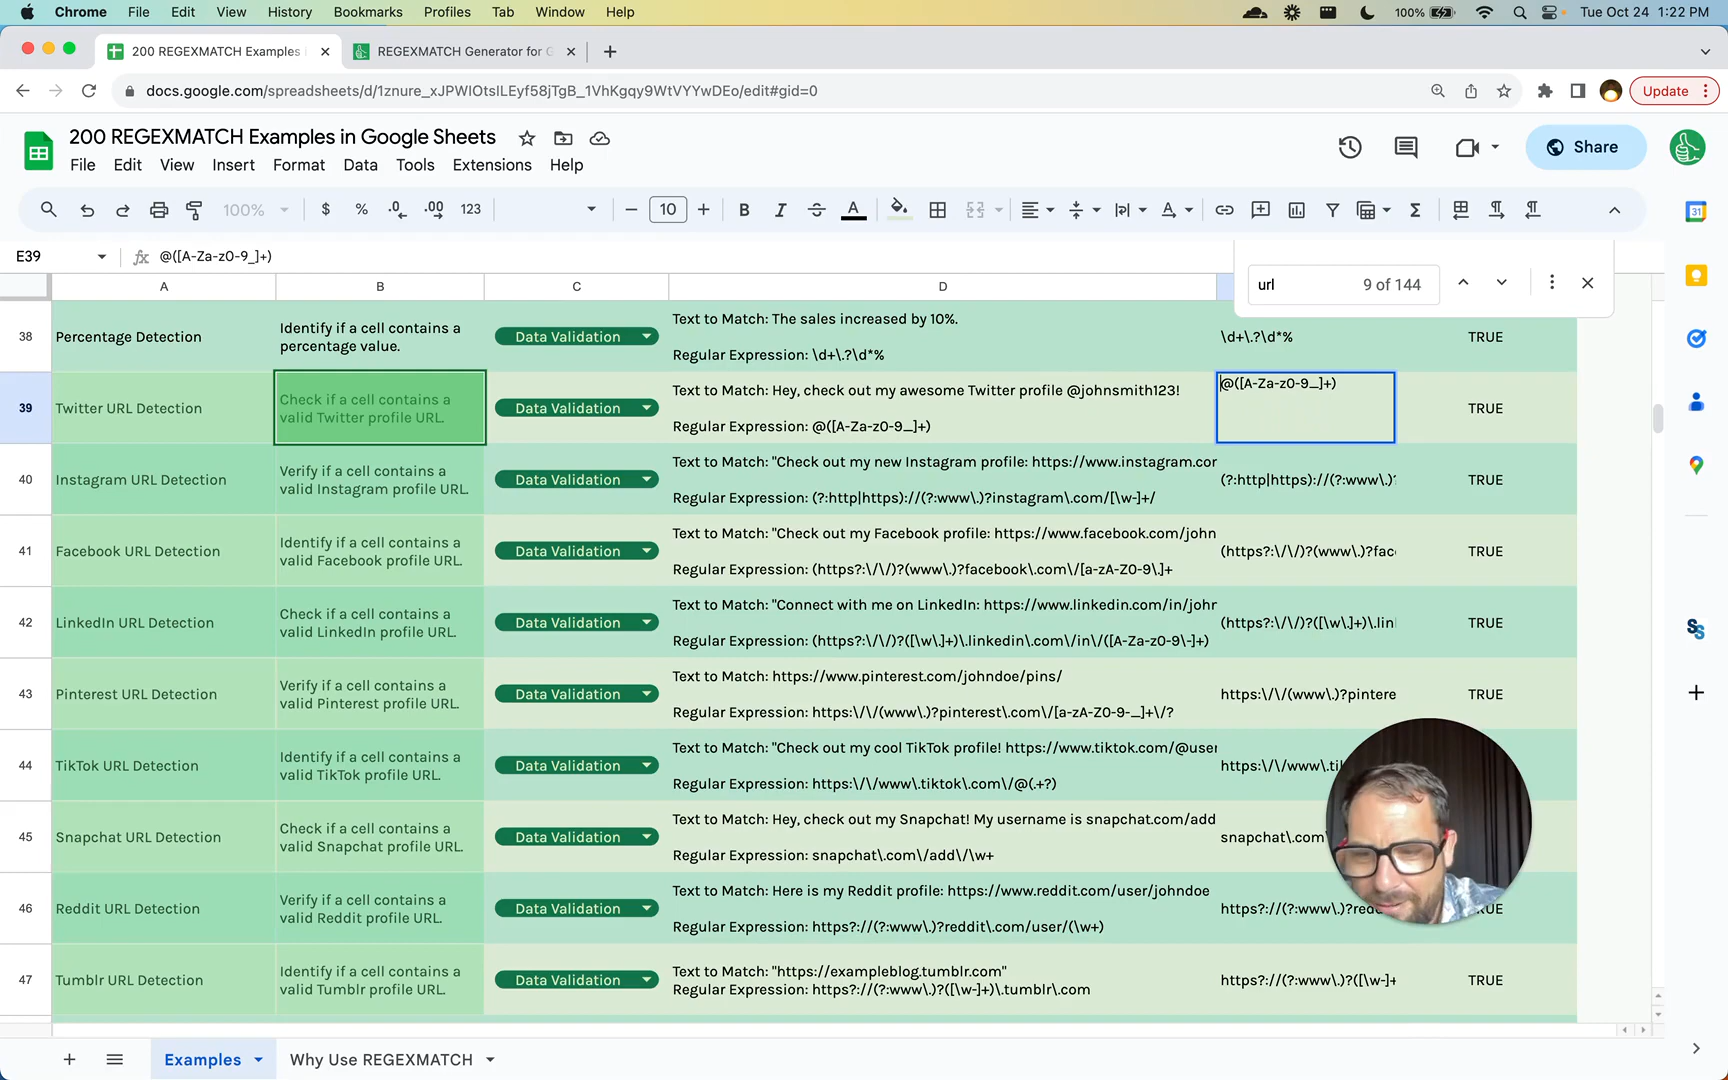 Chrome File Edit View History Bookmarks Profiles Tab Window Help 100% Tue Oct 24 1:22 PM
200 REGEXMATCH Examples
REGEXMATCH Generator for
docs.google.com/spreadsheets/d/1znure_xJPWIOtslLEyf58jTgB_1VhKgqy9WtVYYwDEo/edit#gid=0
Update
200 REGEXMATCH Examples in Google Sheets
Share
File Edit View Insert Format Data Tools Extensions Help
100% $ % .0 .00 123 10
E39 @([A-Za-z0-9_]+)
url 9 of 144
A B C D
38 Percentage Detection
Identify if a cell contains a
percentage value.
Data Validation
Text to Match: The sales increased by 10%.
Regular Expression: \d+\.?\d*%
\d+\.?\d*%
TRUE
39 Twitter URL Detection
Check if a cell contains a
valid Twitter profile URL.
Data Validation
Text to Match: Hey, check out my awesome Twitter profile @johnsmith123!
Regular Expression: @([A-Za-z0-9_]+)
@([A-Za-z0-9_]+)
TRUE
40 Instagram URL Detection
Verify if a cell contains a
valid Instagram profile URL.
Data Validation
Text to Match: "Check out my new Instagram profile: https://www.instagram.cor
Regular Expression: (?:http|https)://(?:www\.)?instagram\.com/[\w-]+/
(?:http|https)://(?:www\.)?
TRUE
41 Facebook URL Detection
Identify if a cell contains a
valid Facebook profile URL.
Data Validation
Text to Match: "Check out my Facebook profile: https://www.facebook.com/john
Regular Expression: (https?:\/\/)?(www\.)?facebook\.com\/[a-zA-Z0-9\.]+
(https?:\/\/)?(www\.)?fac
TRUE
42 LinkedIn URL Detection
Check if a cell contains a
valid LinkedIn profile URL.
Data Validation
Text to Match: "Connect with me on LinkedIn: https://www.linkedin.com/in/johr
Regular Expression: (https?:\/\/)?([\w\.]+)\.linkedin\.com\/in\/([A-Za-z0-9\-]+)
(https?:\/\/)?([\w\.]+)\.lin
TRUE
43 Pinterest URL Detection
Verify if a cell contains a
valid Pinterest profile URL.
Data Validation
Text to Match: https://www.pinterest.com/johndoe/pins/
Regular Expression: https:\/\/(www\.)?pinterest\.com\/[a-zA-Z0-9-_]+\/?
https:\/\/(www\.)?pintere
TRUE
44 TikTok URL Detection
Identify if a cell contains a
valid TikTok profile URL.
Data Validation
Text to Match: "Check out my cool TikTok profile! https://www.tiktok.com/@user
Regular Expression: https:\/\/www\.tiktok\.com\/@(.+?)
https:\/\/www\.ti
45 Snapchat URL Detection
Check if a cell contains a
valid Snapchat profile URL.
Data Validation
Text to Match: Hey, check out my Snapchat! My username is snapchat.com/add
Regular Expression: snapchat\.com\/add\/\w+
snapchat\.com\
46 Reddit URL Detection
Verify if a cell contains a
valid Reddit profile URL.
Data Validation
Text to Match: Here is my Reddit profile: https://www.reddit.com/user/johndoe
Regular Expression: https?://(?:www\.)?reddit\.com/user/(\w+)
https?://(?:www\.)?redd
UE
47 Tumblr URL Detection
Identify if a cell contains a
valid Tumblr profile URL.
Data Validation
Text to Match: "https://exampleblog.tumblr.com"
Regular Expression: https?://(?:www\.)?([\w-]+)\.tumblr\.com
https?://(?:www\.)?([\w-]+
TRUE
Examples Why Use REGEXMATCH